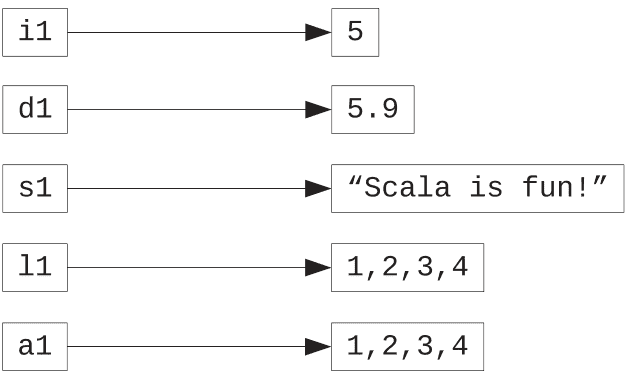 i1 5
d1 5.9
s1 “Scala is fun!”
l1 1,2,3,4
a1 1,2,3,4